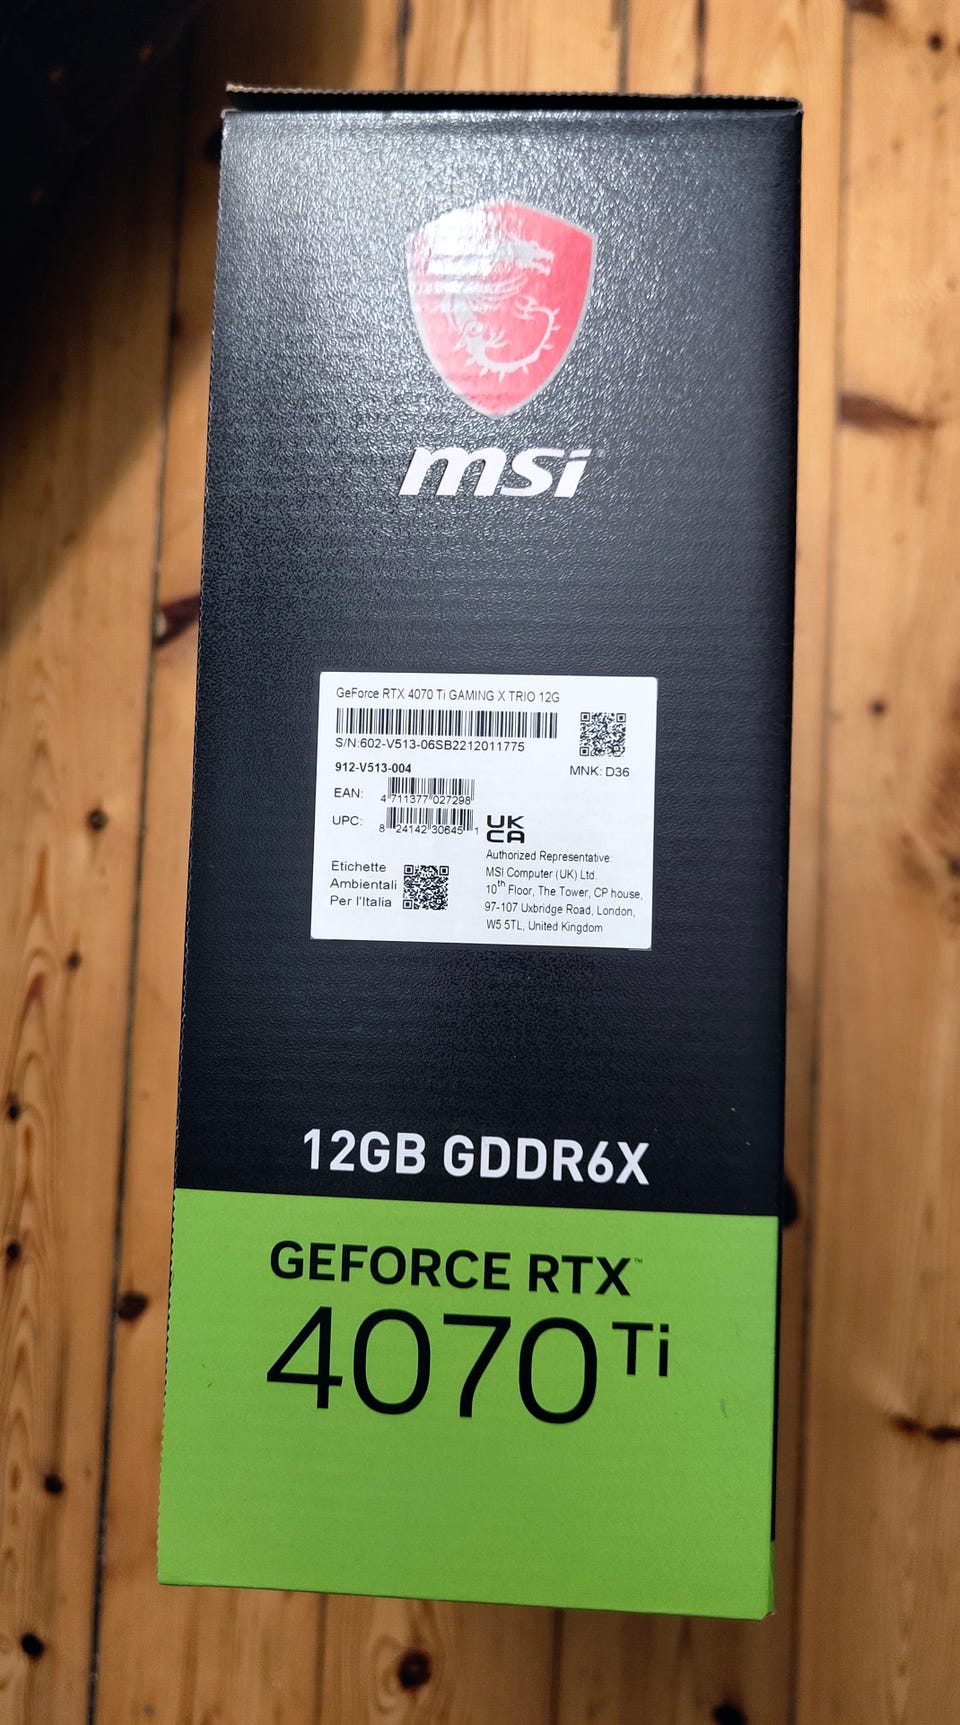 msi
GeForce RTX 4070 Ti GAMING X TRIO 12G
S/N:602-V513-06SB2212011775
MNK: D36
912-V513-004
EAN: 4 711377 027298
UPC: 8 24142 30645 1
UK
CA
Etichette
Ambientali
Per l'Italia
Authorized Representative:
MSI Computer (UK) Ltd.
10th Floor, The Tower, CP house,
97-107 Uxbridge Road, London,
W5 5TL, United Kingdom
12GB GDDR6X
GEFORCE RTX™
4070 Ti